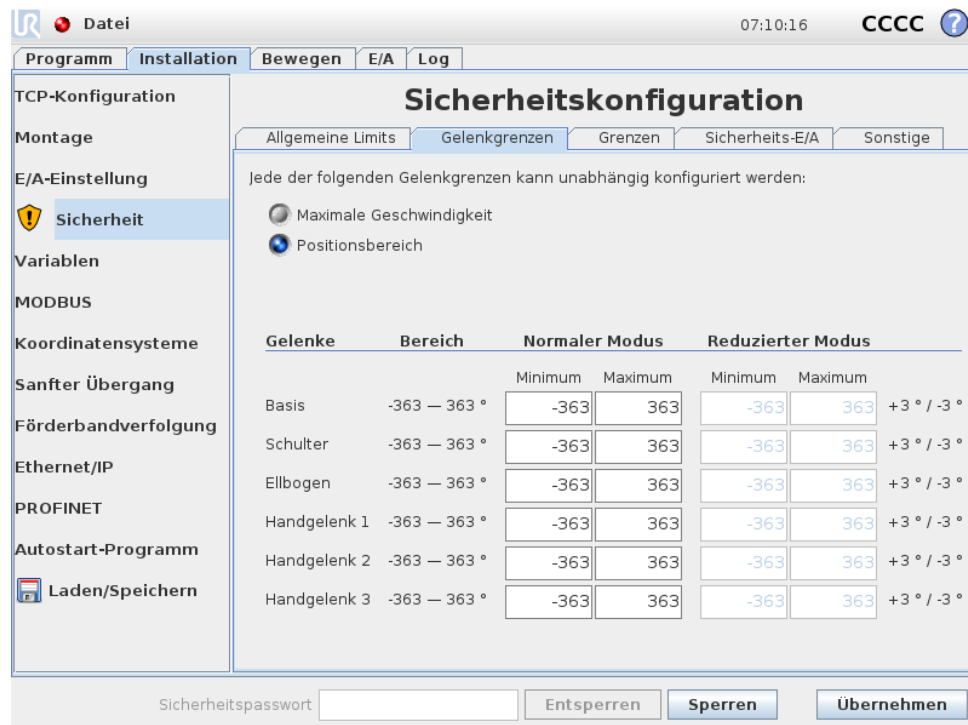 UR Datei 07:10:16 CCCC ?
Programm Installation Bewegen E/A Log
TCP-Konfiguration
Montage
E/A-Einstellung
Sicherheit
Variablen
MODBUS
Koordinatensysteme
Sanfter Übergang
Förderbandverfolgung
Ethernet/IP
PROFINET
Autostart-Programm
Laden/Speichern
Sicherheitskonfiguration
Allgemeine Limits Gelenkgrenzen Grenzen Sicherheits-E/A Sonstige
Jede der folgenden Gelenkgrenzen kann unabhängig konfiguriert werden:
Maximale Geschwindigkeit
Positionsbereich
Gelenke Bereich Normaler Modus Reduzierter Modus
Minimum Maximum Minimum Maximum
Basis -363 — 363 ° -363 363 -363 363 +3 ° / -3 °
Schulter -363 — 363 ° -363 363 -363 363 +3 ° / -3 °
Ellbogen -363 — 363 ° -363 363 -363 363 +3 ° / -3 °
Handgelenk 1 -363 — 363 ° -363 363 -363 363 +3 ° / -3 °
Handgelenk 2 -363 — 363 ° -363 363 -363 363 +3 ° / -3 °
Handgelenk 3 -363 — 363 ° -363 363 -363 363 +3 ° / -3 °
Sicherheitspasswort Entsperren Sperren Übernehmen